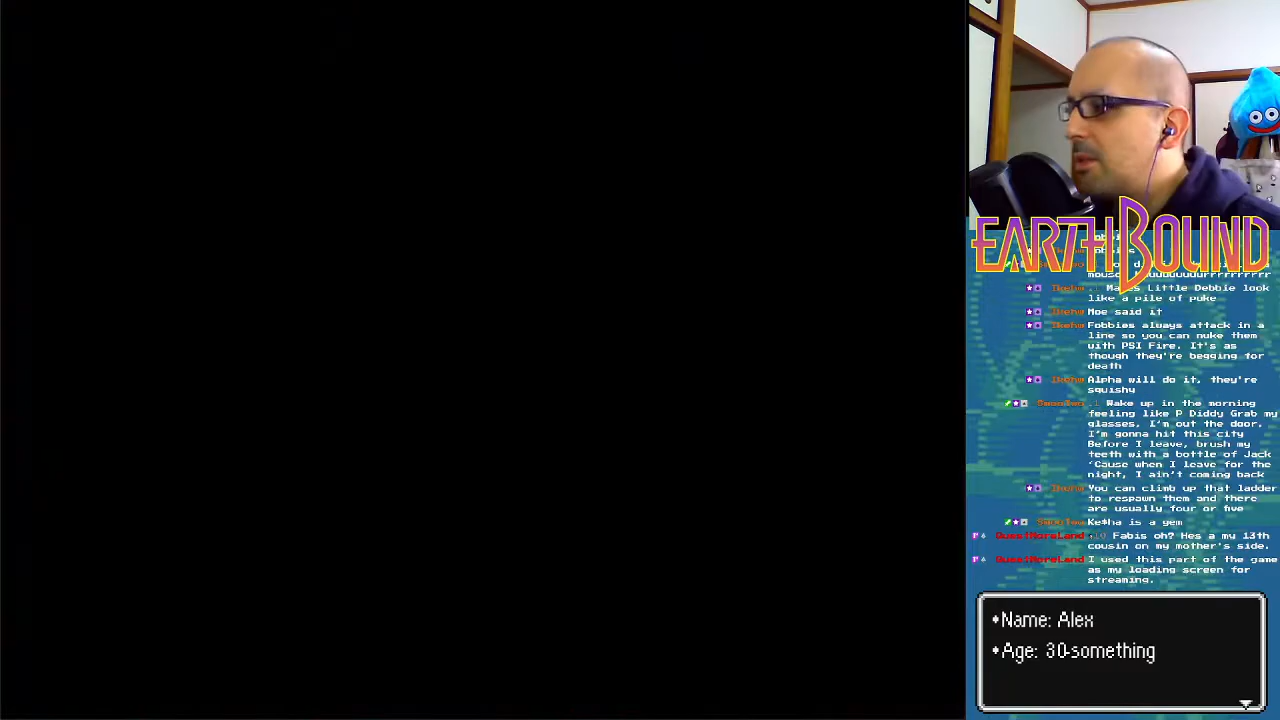 EARTHBOUND
mouse
Makes Little Debbie look
like a pile of puke
Moe said it
Fobbies always attack in a
line so you can nuke them
with PSI Fire. It's as
though they're begging for
death
Alpha will do it, they're
squishy
Wake up in the morning
feeling like P Diddy Grab my
glasses, I'm out the door,
I'm gonna hit this city
Before I leave, brush my
teeth with a bottle of Jack
'Cause when I leave for the
night, I ain't coming back
You can climb up that ladder
to respawn them and there
are usually four or five
Ke$ha is a gem
QuestMoreLand Fabis oh? Hes a my 13th
cousin on my mother's side.
QuestMoreLand I used this part of the game
as my loading screen for
streaming.
•Name: Alex
•Age: 30-something